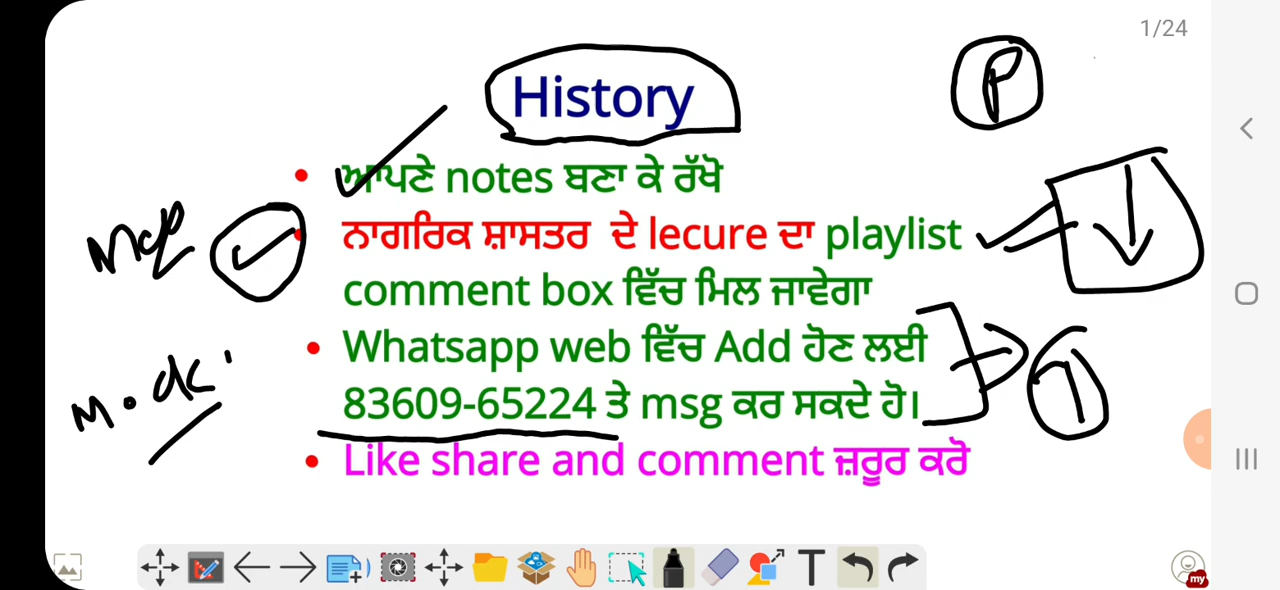 1/24
History
ਆਪਣੇ notes ਬਣਾ ਕੇ ਰੱਖੋ
ਨਾਗਰਿਕ ਸ਼ਾਸਤਰ ਦੇ lecure ਦਾ playlist
comment box ਵਿੱਚ ਮਿਲ ਜਾਵੇਗਾ
Whatsapp web ਵਿੱਚ Add ਹੋਣ ਲਈ
83609-65224 ਤੇ msg ਕਰ ਸਕਦੇ ਹੋ।
Like share and comment ਜ਼ਰੂਰ ਕਰੋ
P
T
my